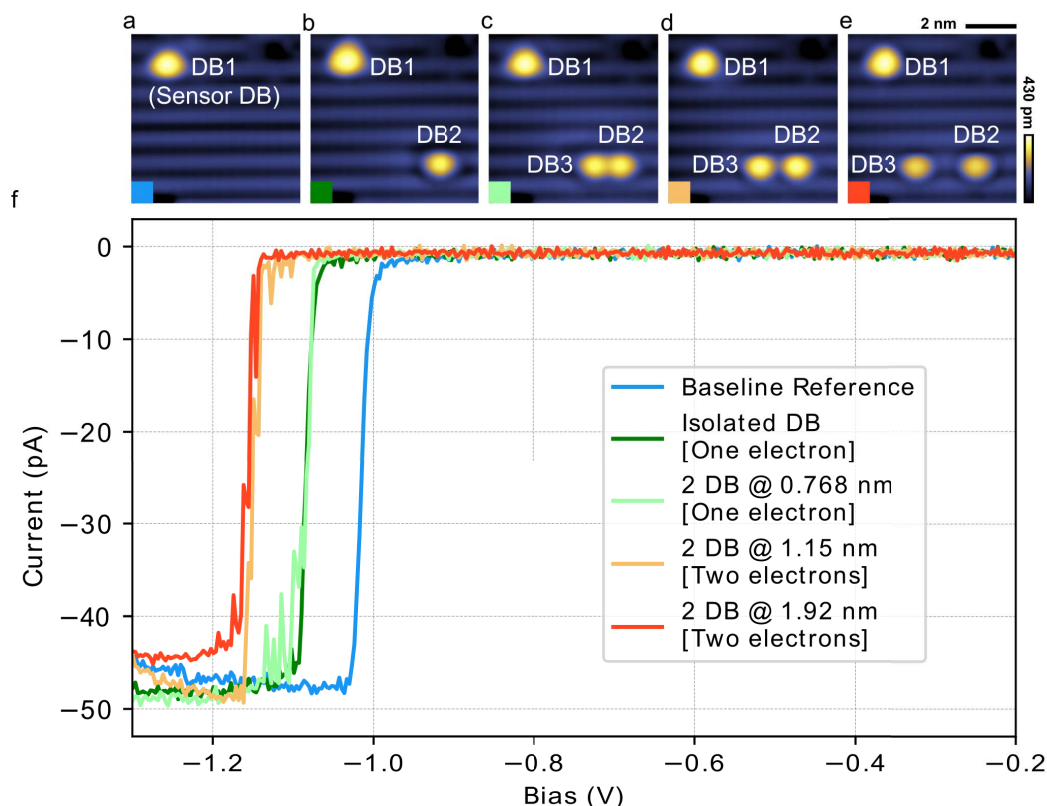 a b c d e 2 nm
DB1 DB1 DB1 DB1 DB1
(Sensor DB)
DB2 DB2 DB2 DB2
DB3 DB3 DB3
430 pm
f
0
−10
−20
−30
−40
−50
Current (pA)
Baseline Reference
Isolated DB
[One electron]
2 DB @ 0.768 nm
[One electron]
2 DB @ 1.15 nm
[Two electrons]
2 DB @ 1.92 nm
[Two electrons]
−1.2 −1.0 −0.8 −0.6 −0.4 −0.2
Bias (V)